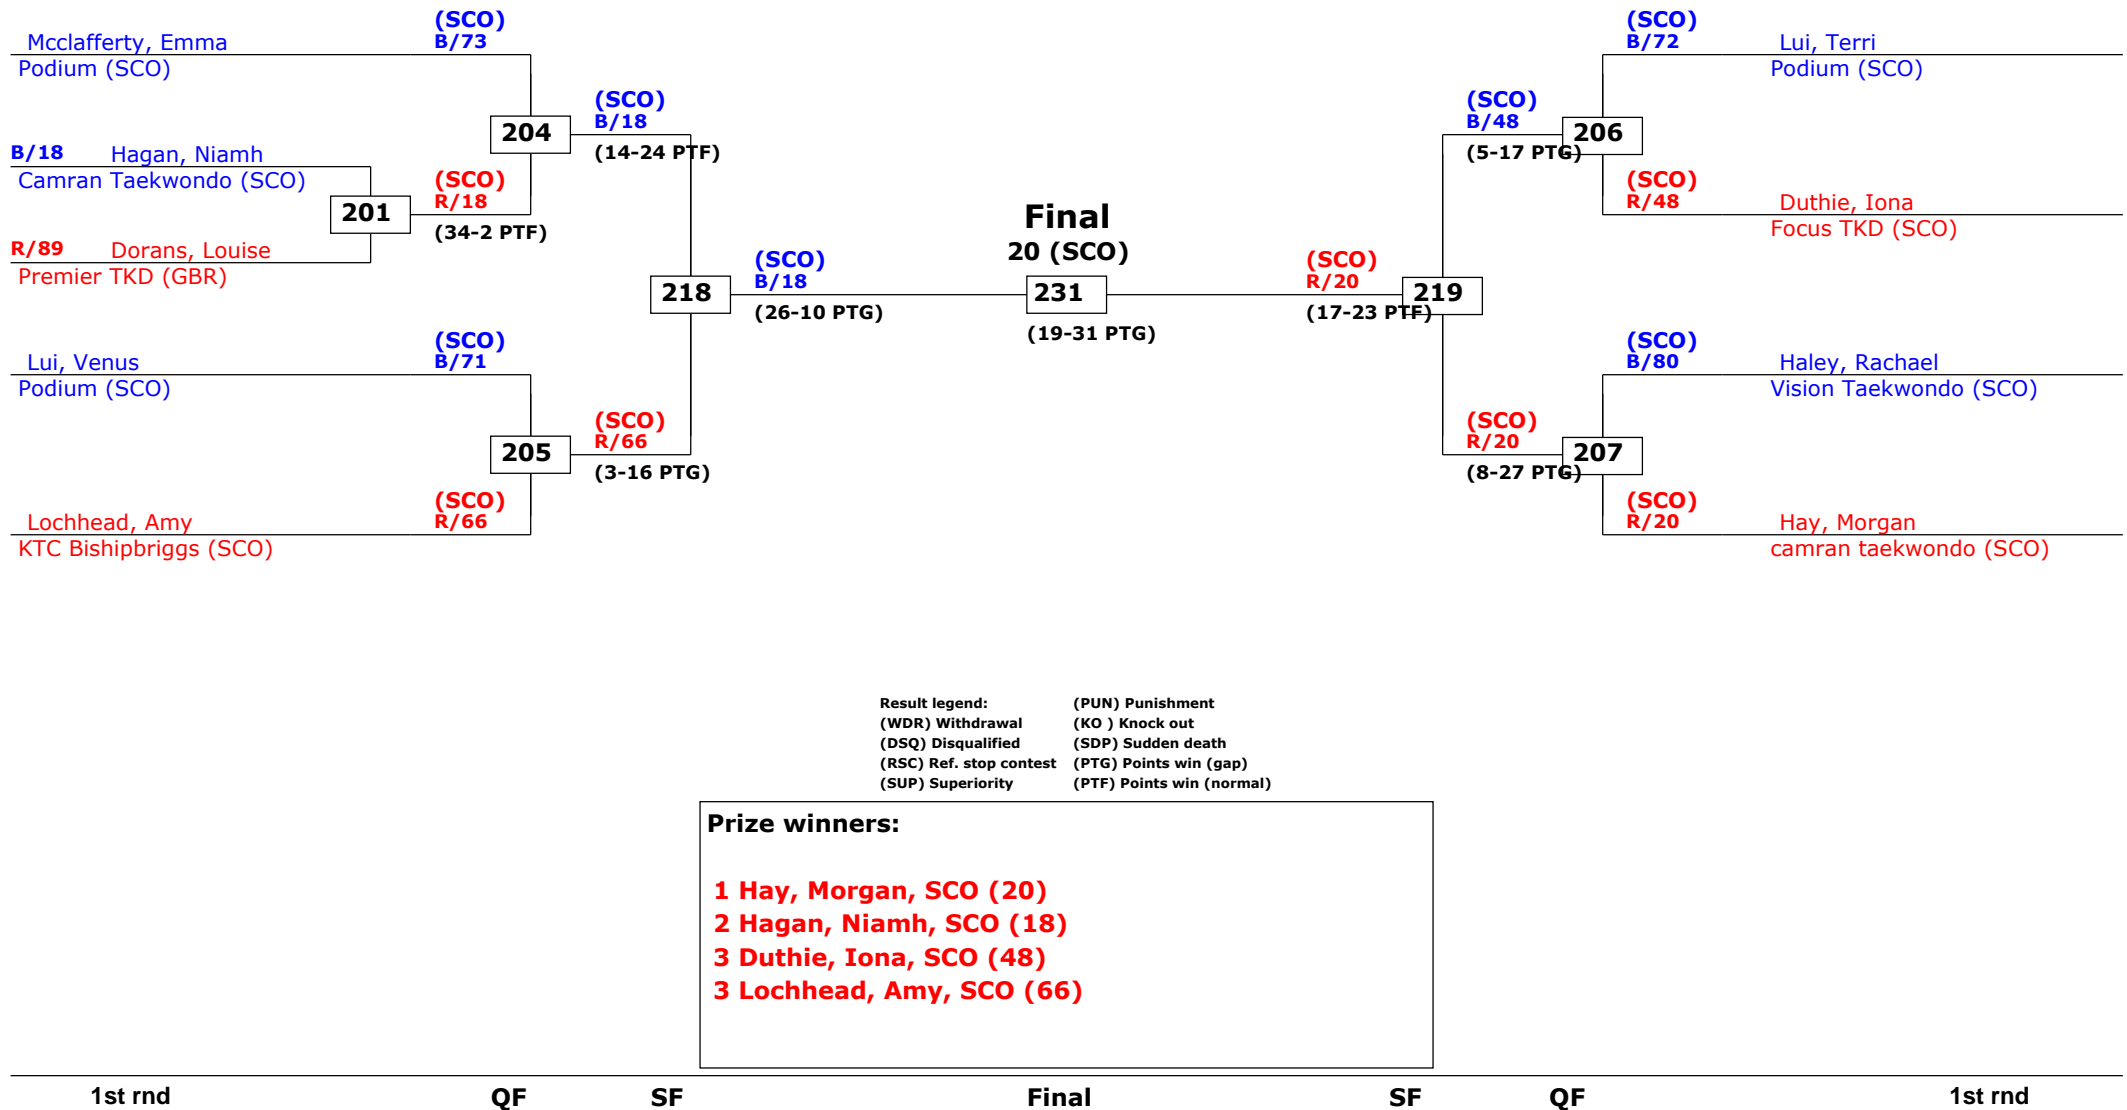 (SCO)
B/73
Mcclafferty, Emma
Podium (SCO)
(SCO)
B/18
204
(14-24 PTF)
B/18 Hagan, Niamh
Camran Taekwondo (SCO)
(SCO)
R/18
201
(34-2 PTF)
R/89 Dorans, Louise
Premier TKD (GBR)
(SCO)
B/18
218
(26-10 PTG)
(SCO)
B/71
Lui, Venus
Podium (SCO)
(SCO)
R/66
205
(3-16 PTG)
(SCO)
R/66
Lochhead, Amy
KTC Bishipbriggs (SCO)
Final
20 (SCO)
231
(19-31 PTG)
(SCO)
B/72
Lui, Terri
Podium (SCO)
(SCO)
B/48
206
(5-17 PTG)
(SCO)
R/48
Duthie, Iona
Focus TKD (SCO)
(SCO)
R/20
219
(17-23 PTF)
(SCO)
B/80
Haley, Rachael
Vision Taekwondo (SCO)
(SCO)
R/20
207
(8-27 PTG)
(SCO)
R/20
Hay, Morgan
camran taekwondo (SCO)
Result legend: (PUN) Punishment
(WDR) Withdrawal (KO ) Knock out
(DSQ) Disqualified (SDP) Sudden death
(RSC) Ref. stop contest (PTG) Points win (gap)
(SUP) Superiority (PTF) Points win (normal)
Prize winners:
1 Hay, Morgan, SCO (20)
2 Hagan, Niamh, SCO (18)
3 Duthie, Iona, SCO (48)
3 Lochhead, Amy, SCO (66)
1st rnd QF SF Final SF QF 1st rnd